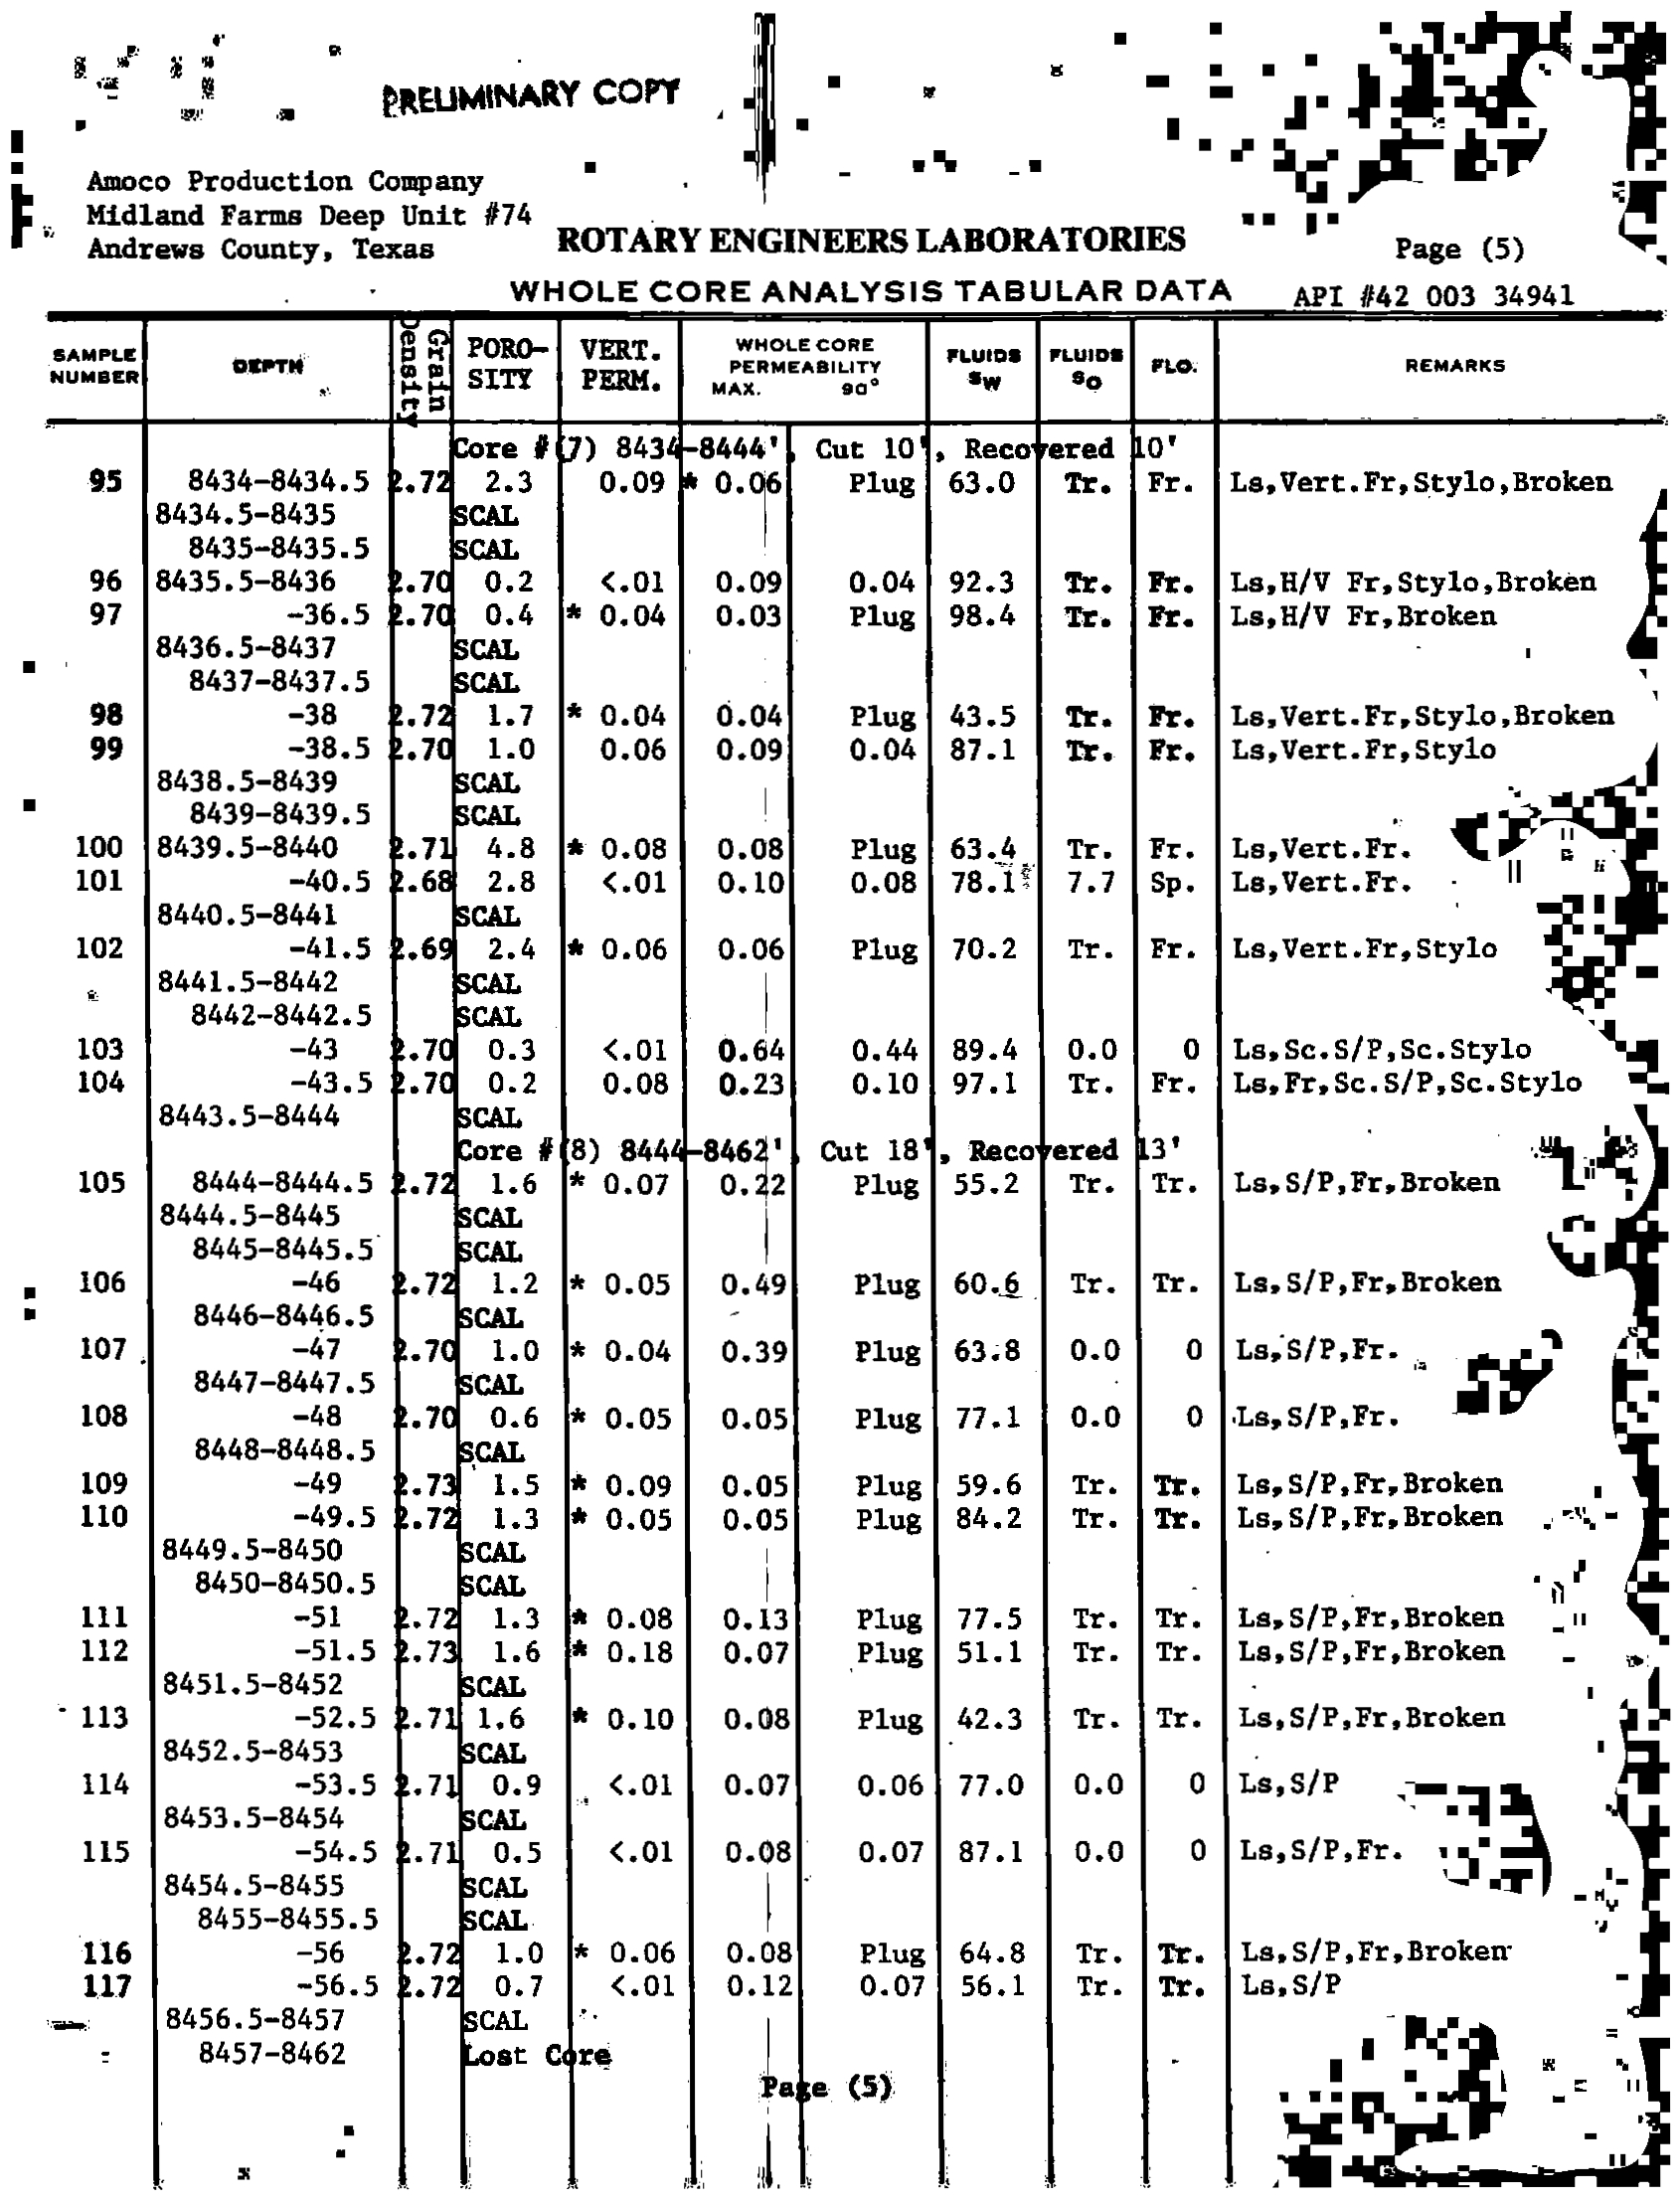 PRELIMINARY COPY
Amoco Production Company
Midland Farms Deep Unit #74
Andrews County, Texas
ROTARY ENGINEERS LABORATORIES
Page (5)
WHOLE CORE ANALYSIS TABULAR DATA
API #42 003 34941
SAMPLE NUMBER DEPTH Grain Density PORO-SITY VERT. PERM. WHOLE CORE PERMEABILITY MAX. 90° FLUIDS SW FLUIDS SO FLO. REMARKS
Core #(7) 8434-8444', Cut 10', Recovered 10'
95 8434-8434.5 2.72 2.3 0.09 * 0.06 Plug 63.0 Tr. Fr. Ls,Vert.Fr,Stylo,Broken
8434.5-8435 SCAL
8435-8435.5 SCAL
96 8435.5-8436 2.70 0.2 <.01 0.09 0.04 92.3 Tr. Fr. Ls,H/V Fr,Stylo,Broken
97 -36.5 2.70 0.4 * 0.04 0.03 Plug 98.4 Tr. Fr. Ls,H/V Fr,Broken
8436.5-8437 SCAL
8437-8437.5 SCAL
98 -38 2.72 1.7 * 0.04 0.04 Plug 43.5 Tr. Fr. Ls,Vert.Fr,Stylo,Broken
99 -38.5 2.70 1.0 0.06 0.09 0.04 87.1 Tr. Fr. Ls,Vert.Fr,Stylo
8438.5-8439 SCAL
8439-8439.5 SCAL
100 8439.5-8440 2.71 4.8 * 0.08 0.08 Plug 63.4 Tr. Fr. Ls,Vert.Fr.
101 -40.5 2.68 2.8 <.01 0.10 0.08 78.1 7.7 Sp. Ls,Vert.Fr.
8440.5-8441 SCAL
102 -41.5 2.69 2.4 * 0.06 0.06 Plug 70.2 Tr. Fr. Ls,Vert.Fr,Stylo
8441.5-8442 SCAL
8442-8442.5 SCAL
103 -43 2.70 0.3 <.01 0.64 0.44 89.4 0.0 0 Ls,Sc.S/P,Sc.Stylo
104 -43.5 2.70 0.2 0.08 0.23 0.10 97.1 Tr. Fr. Ls,Fr,Sc.S/P,Sc.Stylo
8443.5-8444 SCAL
Core #(8) 8444-8462', Cut 18', Recovered 13'
105 8444-8444.5 2.72 1.6 * 0.07 0.22 Plug 55.2 Tr. Tr. Ls,S/P,Fr,Broken
8444.5-8445 SCAL
8445-8445.5 SCAL
106 -46 2.72 1.2 * 0.05 0.49 Plug 60.6 Tr. Tr. Ls,S/P,Fr,Broken
8446-8446.5 SCAL
107 -47 2.70 1.0 * 0.04 0.39 Plug 63.8 0.0 0 Ls,S/P,Fr.
8447-8447.5 SCAL
108 -48 2.70 0.6 * 0.05 0.05 Plug 77.1 0.0 0 Ls,S/P,Fr.
8448-8448.5 SCAL
109 -49 2.73 1.5 * 0.09 0.05 Plug 59.6 Tr. Tr. Ls,S/P,Fr,Broken
110 -49.5 2.72 1.3 * 0.05 0.05 Plug 84.2 Tr. Tr. Ls,S/P,Fr,Broken
8449.5-8450 SCAL
8450-8450.5 SCAL
111 -51 2.72 1.3 * 0.08 0.13 Plug 77.5 Tr. Tr. Ls,S/P,Fr,Broken
112 -51.5 2.73 1.6 * 0.18 0.07 Plug 51.1 Tr. Tr. Ls,S/P,Fr,Broken
8451.5-8452 SCAL
113 -52.5 2.71 1.6 * 0.10 0.08 Plug 42.3 Tr. Tr. Ls,S/P,Fr,Broken
8452.5-8453 SCAL
114 -53.5 2.71 0.9 <.01 0.07 0.06 77.0 0.0 0 Ls,S/P
8453.5-8454 SCAL
115 -54.5 2.71 0.5 <.01 0.08 0.07 87.1 0.0 0 Ls,S/P,Fr.
8454.5-8455 SCAL
8455-8455.5 SCAL
116 -56 2.72 1.0 * 0.06 0.08 Plug 64.8 Tr. Tr. Ls,S/P,Fr,Broken
117 -56.5 2.72 0.7 <.01 0.12 0.07 56.1 Tr. Tr. Ls,S/P
8456.5-8457 SCAL
8457-8462 Lost Core
Page (5)